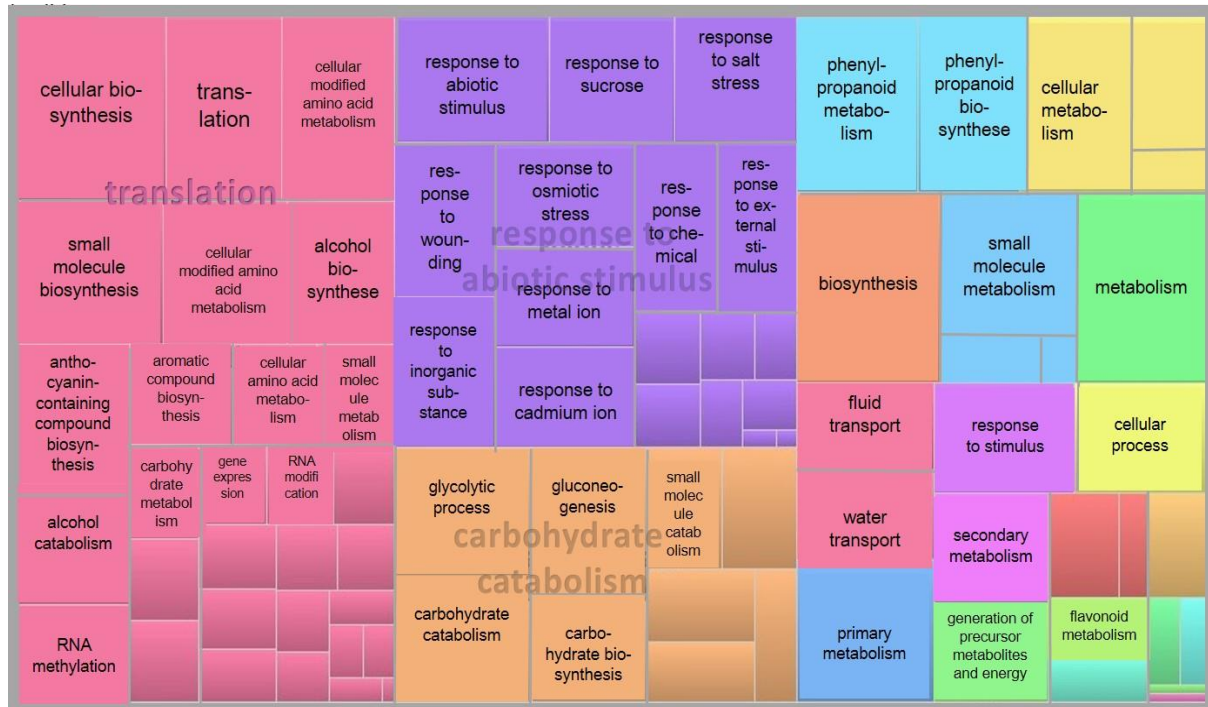 cellular bio-
synthesis
trans-
lation
cellular
modified
amino acid
metabolism
translation
small
molecule
biosynthesis
cellular
modified amino
acid
metabolism
alcohol
bio-
synthese
antho-
cyanin-
containing
compound
biosyn-
thesis
aromatic
compound
biosyn-
thesis
cellular
amino acid
metabo-
lism
small
molec
ule
metab
olism
carbohy
drate
metabol
ism
gene
expres
sion
RNA
modifi
cation
alcohol
catabolism
RNA
methylation
response to
abiotic
stimulus
response to
sucrose
response
to salt
stress
res-
ponse
to
woun-
ding
response to
osmiotic
stress
res-
ponse
to che-
mical
res-
ponse
to ex-
ternal
sti-
mulus
response to
abiotic stimulus
response to
metal ion
response
to
inorganic
sub-
stance
response to
cadmium ion
glycolytic
process
gluconeo-
genesis
small
molec
ule
catab
olism
carbohydrate
catabolism
carbohydrate
catabolism
carbo-
hydrate bio-
synthesis
phenyl-
propanoid
metabo-
lism
phenyl-
propanoid
bio-
synthese
cellular
metabo-
lism
biosynthesis
small
molecule
metabolism
metabolism
fluid
transport
response
to stimulus
cellular
process
water
transport
secondary
metabolism
primary
metabolism
generation of
precursor
metabolites
and energy
flavonoid
metabolism